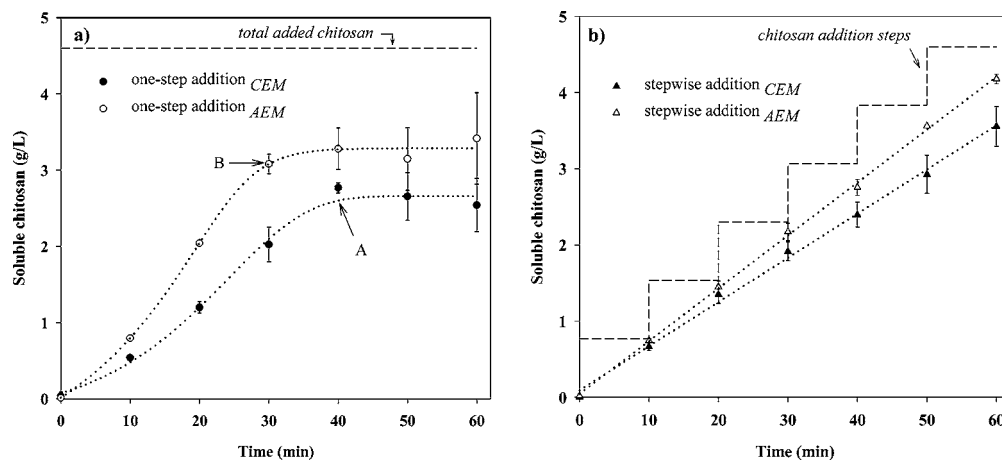 a)
total added chitosan
one-step addition CEM
one-step addition AEM
B
A
Soluble chitosan (g/L)
5
4
3
2
1
0
0 10 20 30 40 50 60
Time (min)
b)
chitosan addition steps
stepwise addition CEM
stepwise addition AEM
Soluble chitosan (g/L)
5
4
3
2
1
0
0 10 20 30 40 50 60
Time (min)